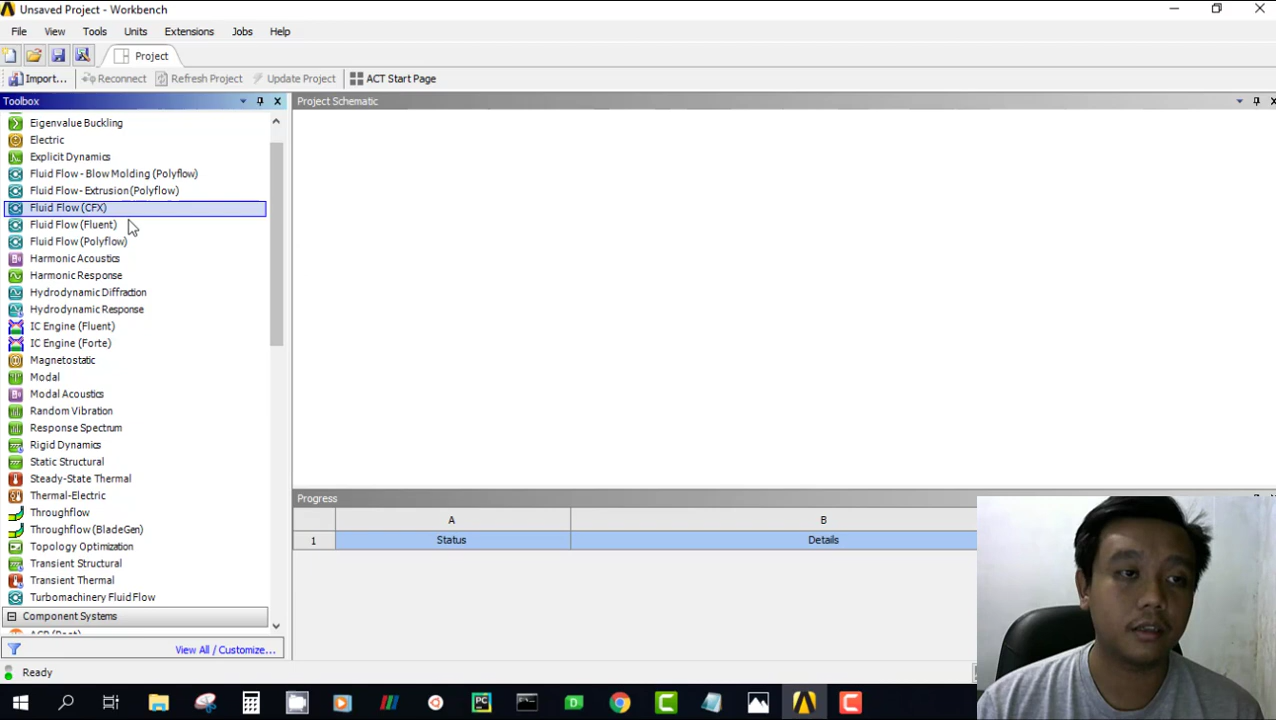 Unsaved Project - Workbench
File View Tools Units Extensions Jobs Help
Project
Import... Reconnect Refresh Project Update Project ACT Start Page
Toolbox
Eigenvalue Buckling
Electric
Explicit Dynamics
Fluid Flow - Blow Molding (Polyflow)
Fluid Flow - Extrusion (Polyflow)
Fluid Flow (CFX)
Fluid Flow (Fluent)
Fluid Flow (Polyflow)
Harmonic Acoustics
Harmonic Response
Hydrodynamic Diffraction
Hydrodynamic Response
IC Engine (Fluent)
IC Engine (Forte)
Magnetostatic
Modal
Modal Acoustics
Random Vibration
Response Spectrum
Rigid Dynamics
Static Structural
Steady-State Thermal
Thermal-Electric
Throughflow
Throughflow (BladeGen)
Topology Optimization
Transient Structural
Transient Thermal
Turbomachinery Fluid Flow
Component Systems
View All / Customize...
Project Schematic
Progress
A B
1 Status Details
Ready
PC
C
D
C
C